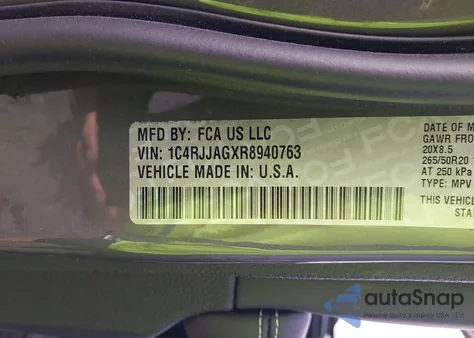 MFD BY: FCA US LLC
VIN: 1C4RJJAGXR8940763
VEHICLE MADE IN: U.S.A.
DATE OF M
GAWR FRO
20X8.5
265/50R20
AT 250 kPa
TYPE: MPV
THIS VEHICLE
STA
autoSnap